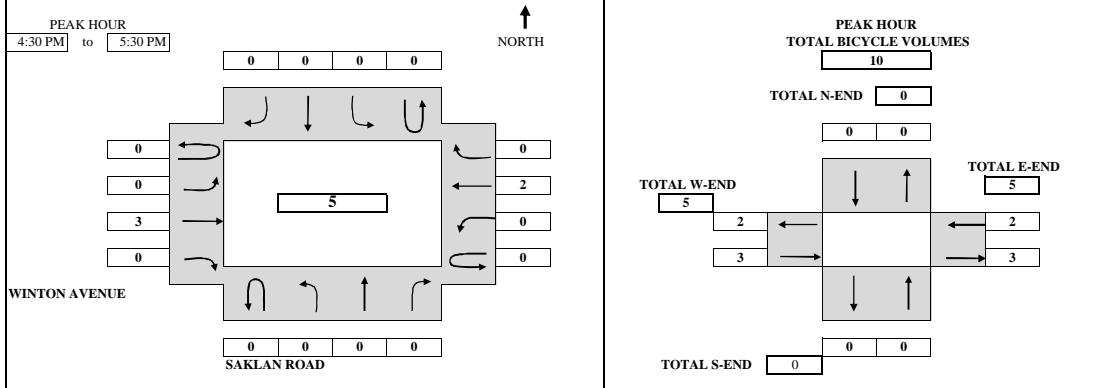 PEAK HOUR
4:30 PM to 5:30 PM
NORTH
0 0 0 0
0 0
0 2
5
3 0
0 0
WINTON AVENUE
0 0 0 0
SAKLAN ROAD
PEAK HOUR
TOTAL BICYCLE VOLUMES
10
TOTAL N-END 0
0 0
TOTAL E-END
5
TOTAL W-END
5
2 2
3 3
0 0
TOTAL S-END 0